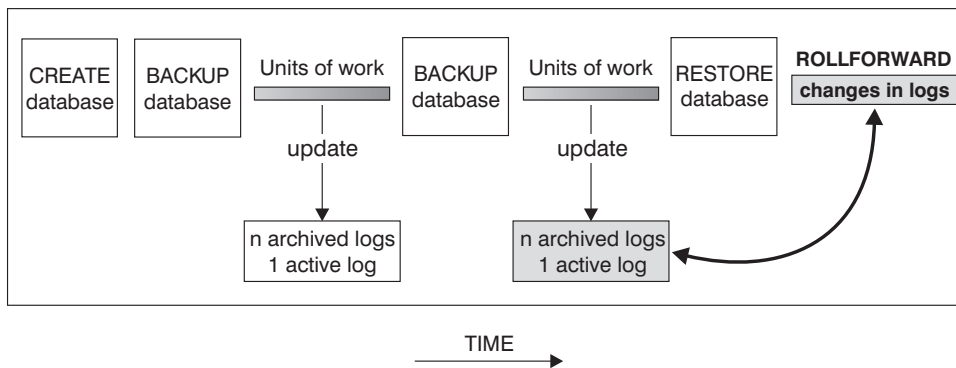 CREATE
database
BACKUP
database
Units of work
update
n archived logs
1 active log
BACKUP
database
Units of work
update
n archived logs
1 active log
RESTORE
database
ROLLFORWARD
changes in logs
TIME